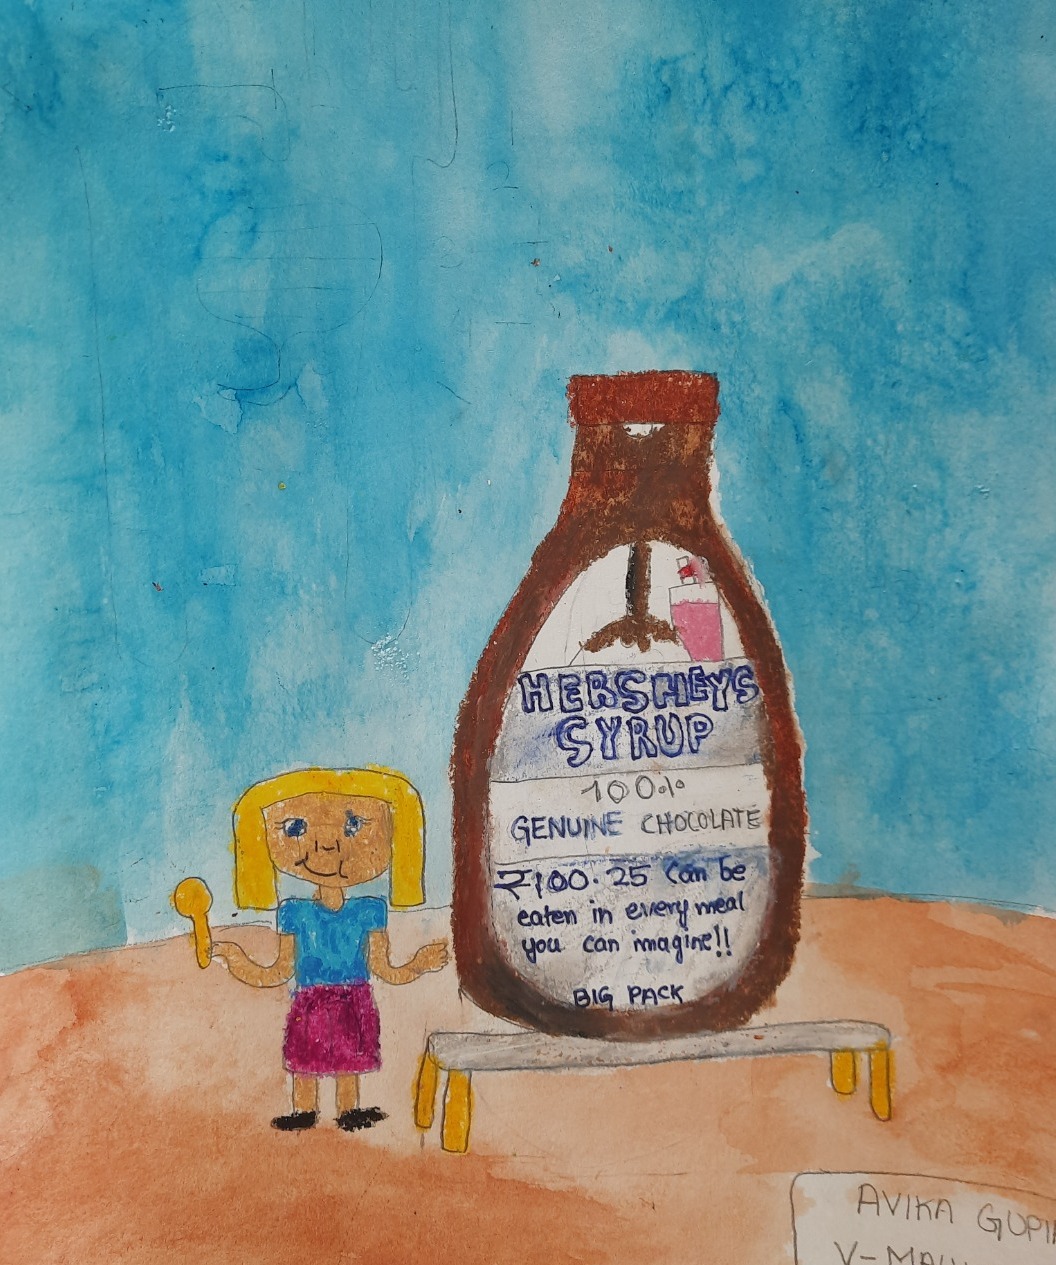 HERSHEYS
SYRUP
100%
GENUINE CHOCOLATE
₹100.25 can be
eaten in every meal
you can imagine!!
BIG PACK
AVIKA